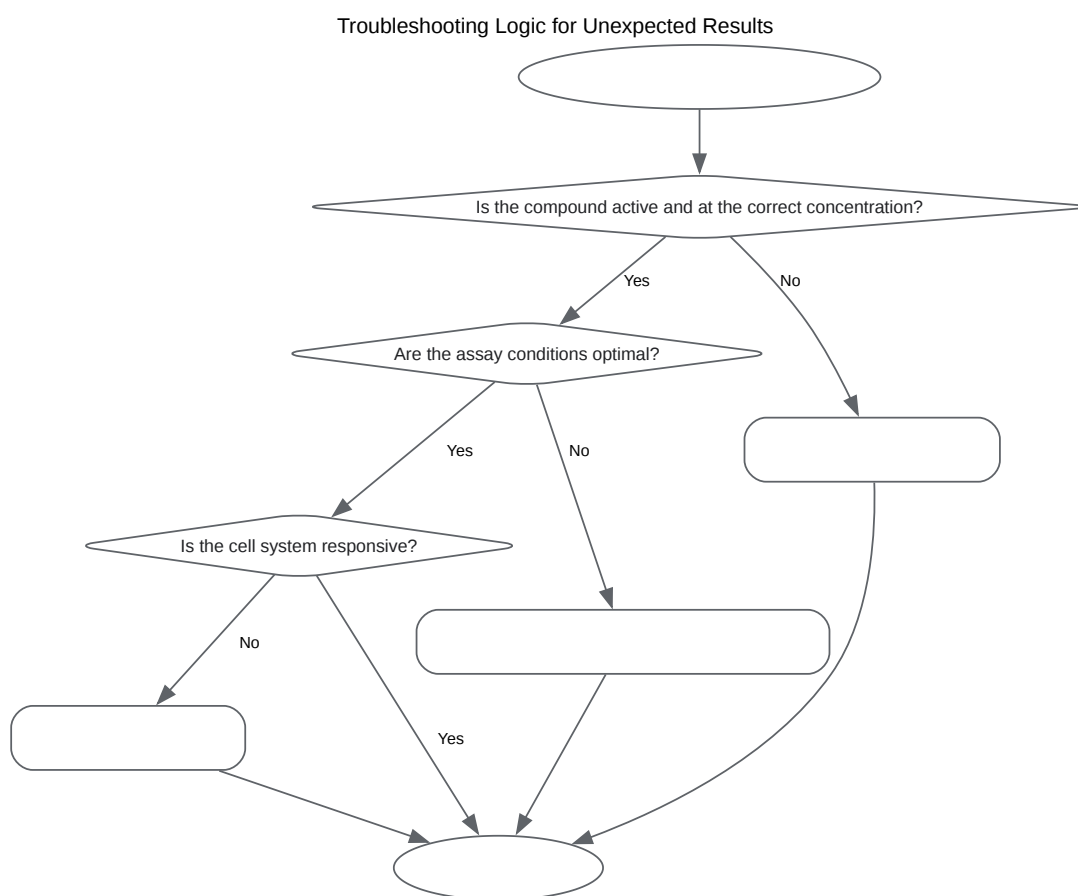 Troubleshooting Logic for Unexpected Results
Is the compound active and at the correct concentration?
Yes
No
Are the assay conditions optimal?
Yes
No
Is the cell system responsive?
No
Yes